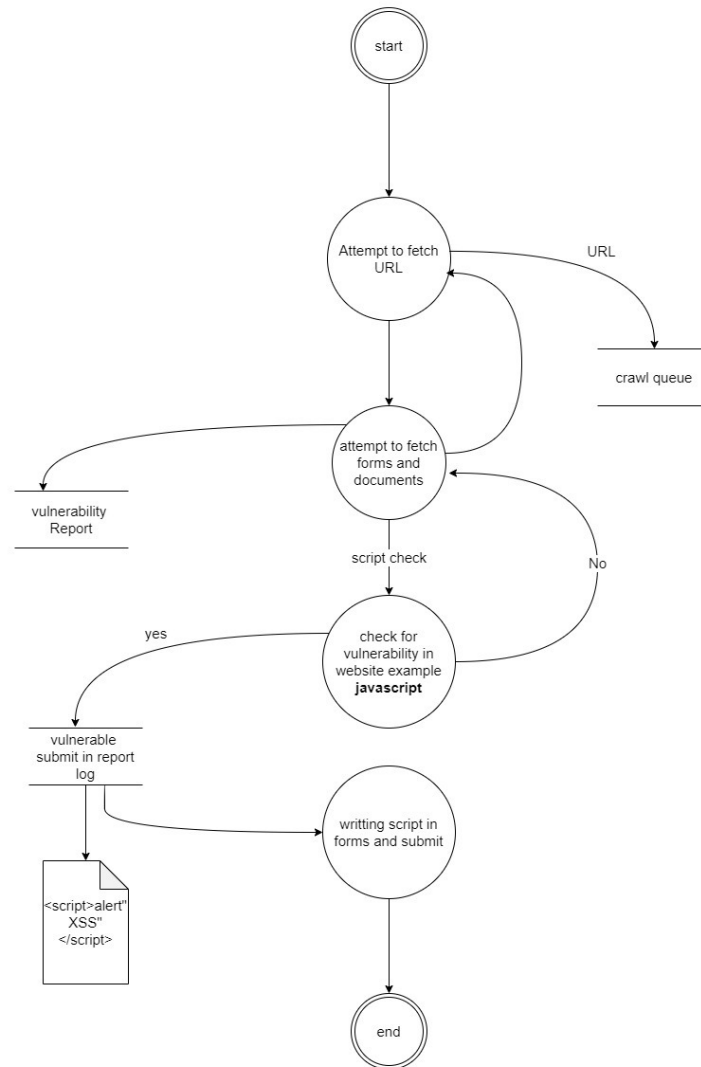 start
Attempt to fetch
URL
URL
crawl queue
attempt to fetch
forms and
documents
vulnerability
Report
script check
No
yes
check for
vulnerability in
website example
javascript
vulnerable
submit in report
log
writting script in
forms and submit
<script>alert"
XSS"
</script>
end